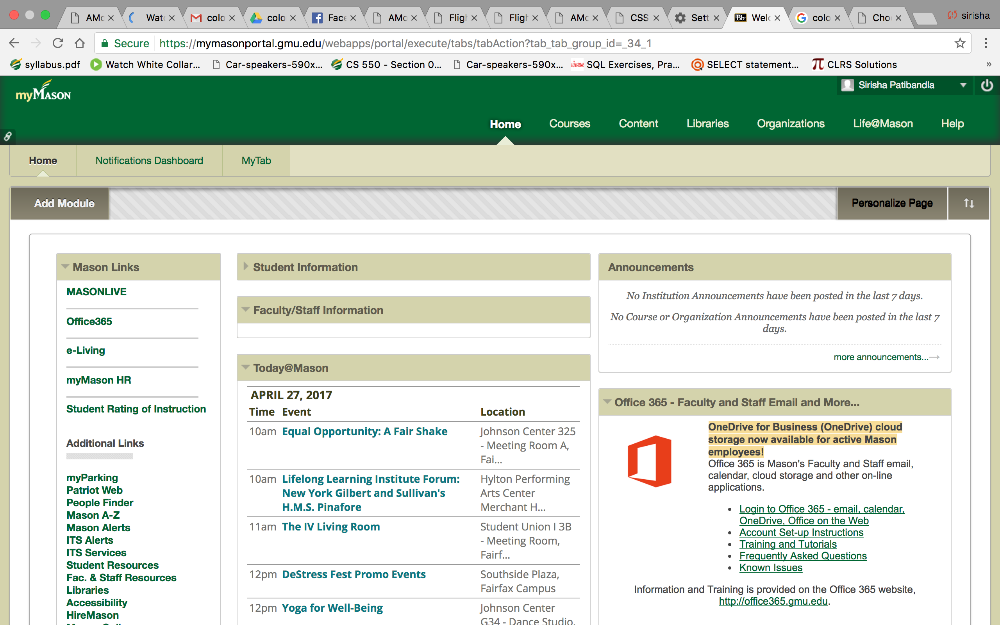 AMo
Wat
colo
colo
Face
AMo
Fligh
Fligh
AMo
CSS
Sett
Bb Welc
colo
Cho
sirisha
Secure https://mymasonportal.gmu.edu/webapps/portal/execute/tabs/tabAction?tab_tab_group_id=_34_1
syllabus.pdf
Watch White Collar...
Car-speakers-590x...
CS 550 - Section 0...
Car-speakers-590x...
SQL Exercises, Pra...
SELECT statement...
CLRS Solutions
»
myMASON
Sirisha Patibandla
Home Courses Content Libraries Organizations Life@Mason Help
Home Notifications Dashboard MyTab
Add Module
Personalize Page
Mason Links
MASONLIVE
Office365
e-Living
myMason HR
Student Rating of Instruction
Additional Links
myParking
Patriot Web
People Finder
Mason A-Z
Mason Alerts
ITS Alerts
ITS Services
Student Resources
Fac. & Staff Resources
Libraries
Accessibility
HireMason
Student Information
Faculty/Staff Information
Today@Mason
APRIL 27, 2017
Time Event Location
10am Equal Opportunity: A Fair Shake
Johnson Center 325
- Meeting Room A,
Fai...
10am Lifelong Learning Institute Forum:
New York Gilbert and Sullivan's
H.M.S. Pinafore
Hylton Performing
Arts Center
Merchant H...
11am The IV Living Room
Student Union I 3B
- Meeting Room,
Fairf...
12pm DeStress Fest Promo Events
Southside Plaza,
Fairfax Campus
12pm Yoga for Well-Being
Johnson Center
G34 - Dance Studio,
Announcements
No Institution Announcements have been posted in the last 7 days.
No Course or Organization Announcements have been posted in the last 7
days.
more announcements...
Office 365 - Faculty and Staff Email and More...
OneDrive for Business (OneDrive) cloud
storage now available for active Mason
employees!
Office 365 is Mason's Faculty and Staff email,
calendar, cloud storage and other on-line
applications.
• Login to Office 365 - email, calendar,
OneDrive, Office on the Web
• Account Set-up Instructions
• Training and Tutorials
• Frequently Asked Questions
• Known Issues
Information and Training is provided on the Office 365 website,
http://office365.gmu.edu.